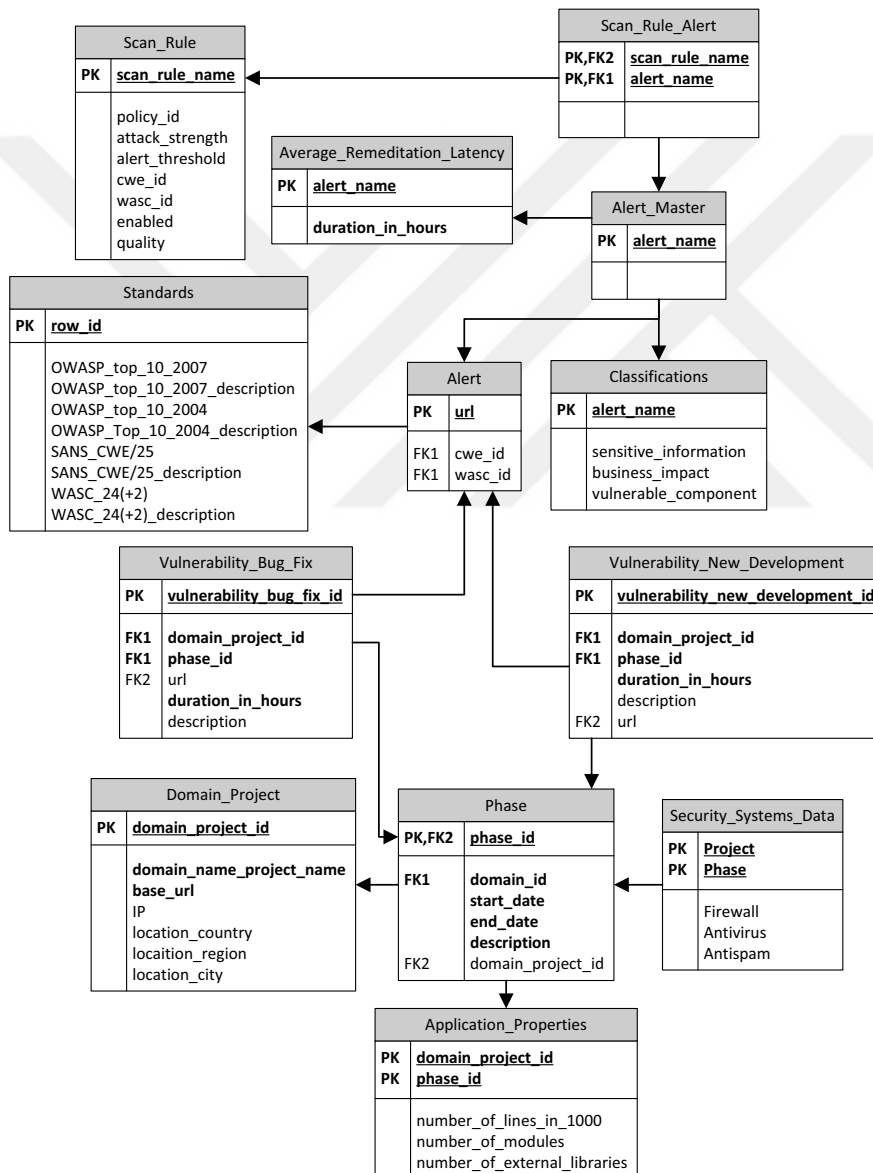 Scan_Rule
PK scan_rule_name
policy_id
attack_strength
alert_threshold
cwe_id
wasc_id
enabled
quality
Scan_Rule_Alert
PK,FK2 scan_rule_name
PK,FK1 alert_name
Average_Remeditation_Latency
PK alert_name
duration_in_hours
Alert_Master
PK alert_name
Standards
PK row_id
OWASP_top_10_2007
OWASP_top_10_2007_description
OWASP_top_10_2004
OWASP_Top_10_2004_description
SANS_CWE/25
SANS_CWE/25_description
WASC_24(+2)
WASC_24(+2)_description
Alert
PK url
FK1 cwe_id
FK1 wasc_id
Classifications
PK alert_name
sensitive_information
business_impact
vulnerable_component
Vulnerability_Bug_Fix
PK vulnerability_bug_fix_id
FK1 domain_project_id
FK1 phase_id
FK2 url
duration_in_hours
description
Vulnerability_New_Development
PK vulnerability_new_development_id
FK1 domain_project_id
FK1 phase_id
duration_in_hours
description
FK2 url
Domain_Project
PK domain_project_id
domain_name_project_name
base_url
IP
location_country
locaition_region
location_city
Phase
PK,FK2 phase_id
FK1 domain_id
start_date
end_date
description
FK2 domain_project_id
Security_Systems_Data
PK Project
PK Phase
Firewall
Antivirus
Antispam
Application_Properties
PK domain_project_id
PK phase_id
number_of_lines_in_1000
number_of_modules
number_of_external_libraries